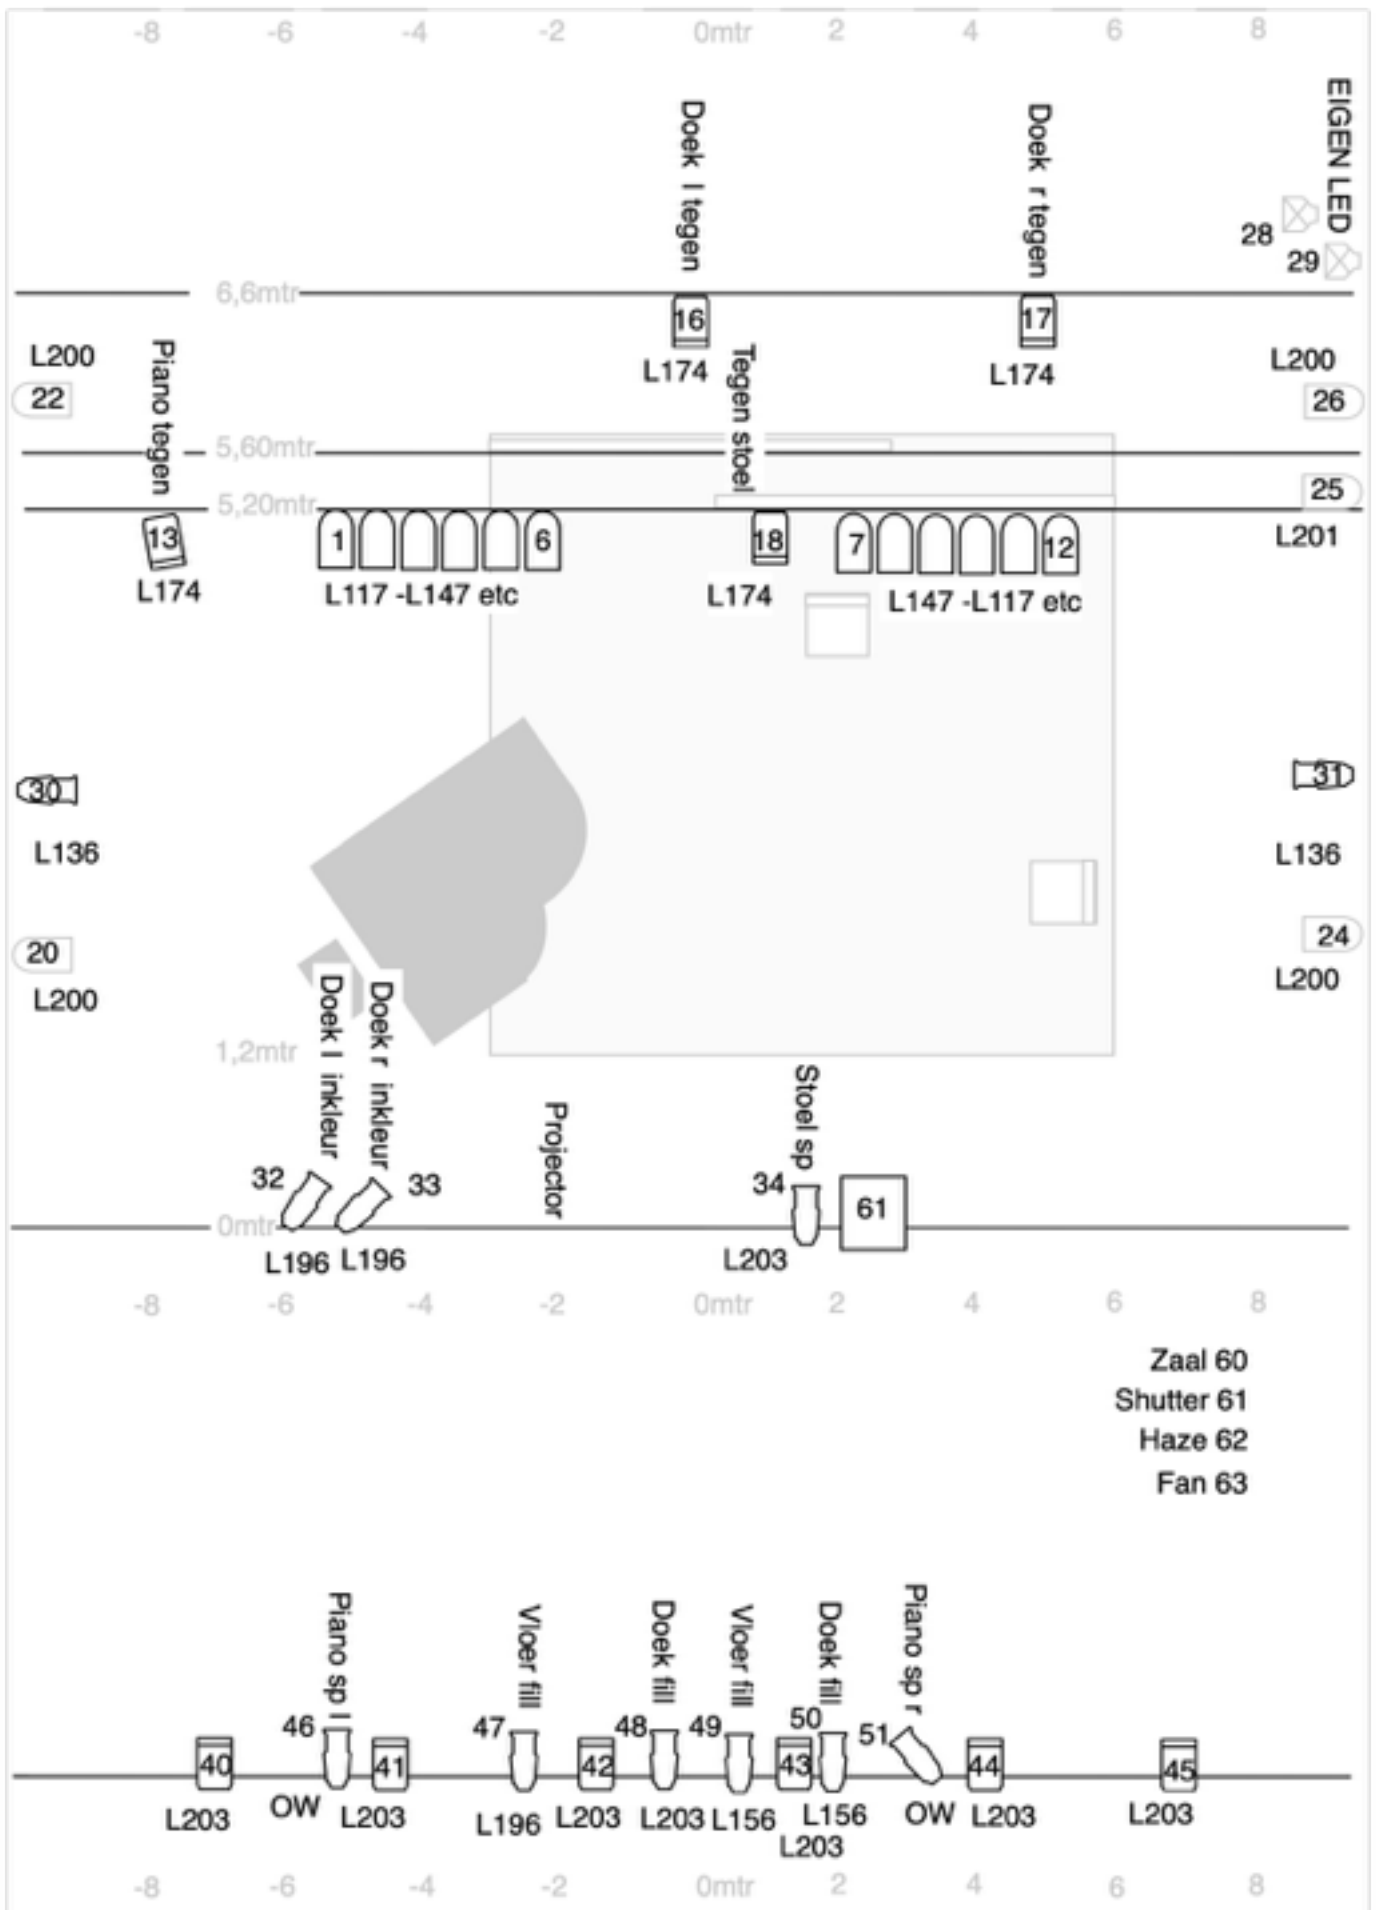 -8 -6 -4 -2 0mtr 2 4 6 8
EIGEN LED
Doek l tegen
Doek r tegen
28
29
6,6mtr
16
17
L174
L174
L200
L200
22
26
Piano tegen
Tegen stoel
5,60mtr
25
5,20mtr
L201
13
1
6
18
7
12
L174
L117 -L147 etc
L174
L147 -L117 etc
30
31
L136
L136
20
24
L200
L200
Doek l inkleur
Doek r inkleur
1,2mtr
Stoel sp
Projector
32
33
34
61
0mtr
L196
L196
L203
-8 -6 -4 -2 0mtr 2 4 6 8
Zaal 60
Shutter 61
Haze 62
Fan 63
Piano sp l
Vloer fill
Doek fill
Vloer fill
Doek fill
Piano sp r
46
47
48
49
50
51
40
41
42
43
44
45
L203
OW
L203
L196
L203
L203
L156
L156
L203
OW
L203
L203
-8 -6 -4 -2 0mtr 2 4 6 8